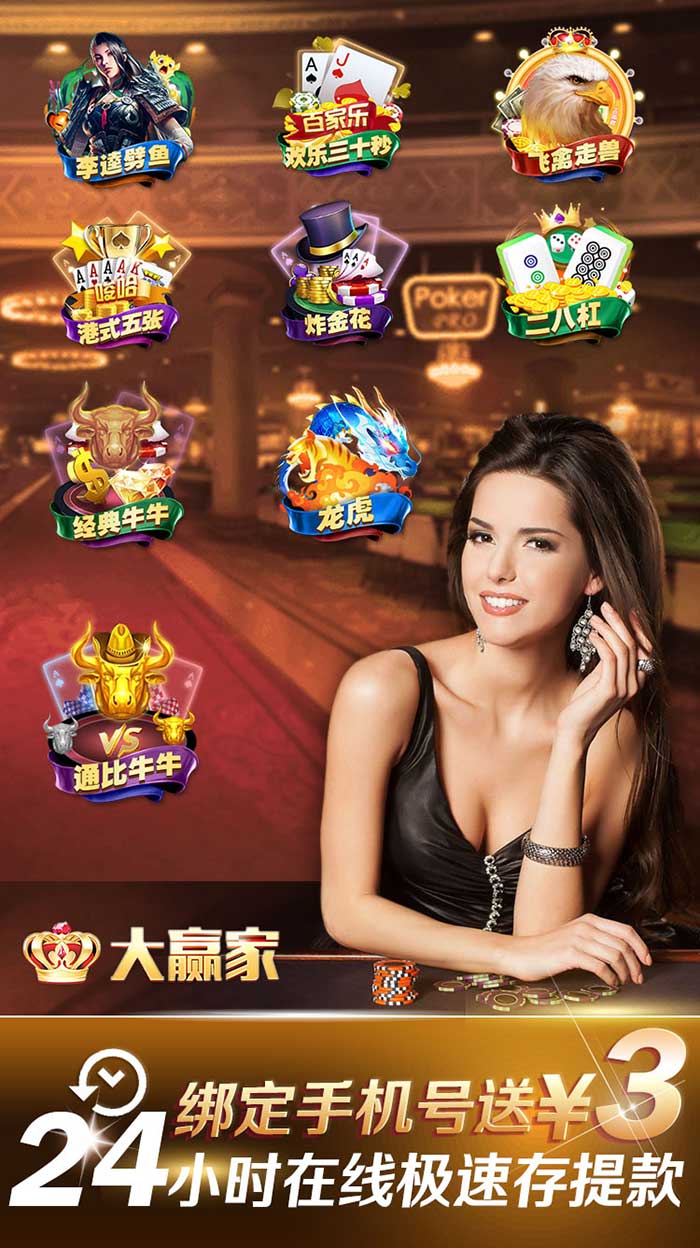 A
J
百家乐
李逵劈鱼
欢乐三十秒
飞禽走兽
A A A A K
梭哈
港式五张
A A
炸金花
二八杠
Poker
PRO
$
经典牛牛
龙虎
VS
通比牛牛
大赢家
绑定手机号送¥3
24小时在线极速存提款